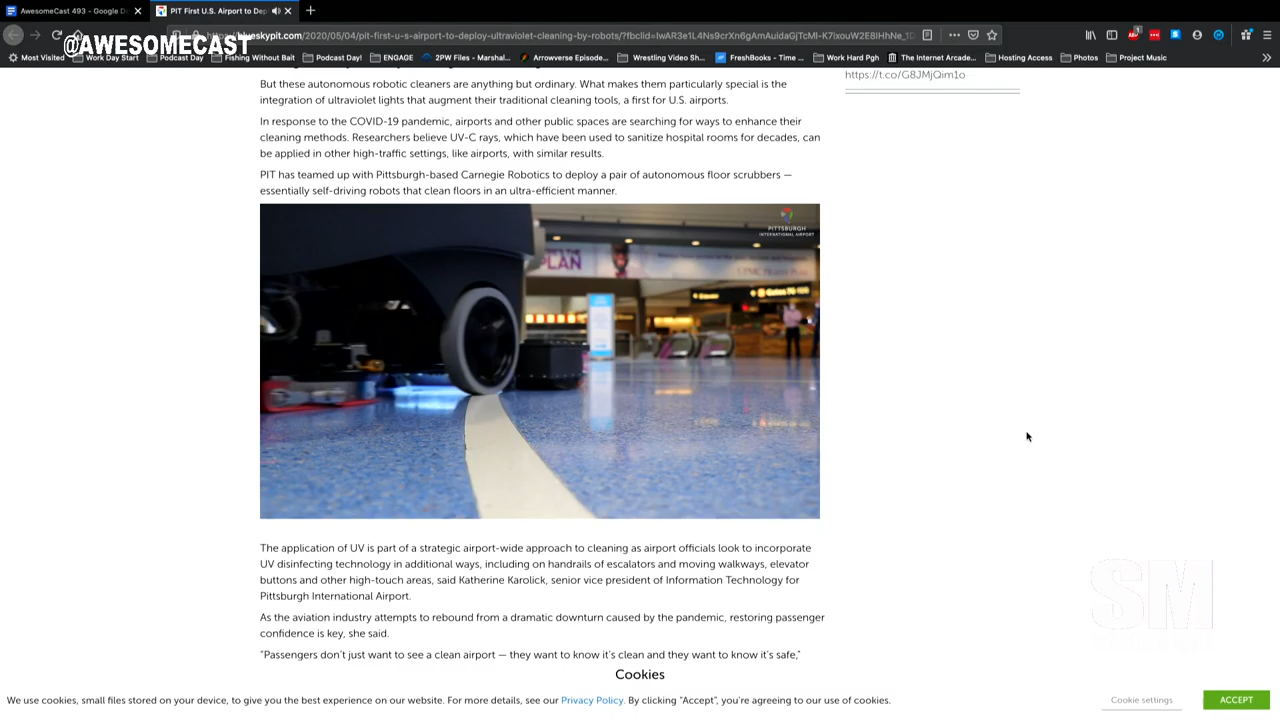 AwesomeCast 493 - Google D
PIT First U.S. Airport to Dep
@AWESOMECAST
blueskypit.com/2020/05/04/pit-first-u-s-airport-to-deploy-ultraviolet-cleaning-by-robots/?fbclid=
Most Visited
Work Day Start
Podcast Day
Fishing Without Bait
Podcast Day!
ENGAGE
2PW Files - Marshal...
Arrowverse Episode...
Wrestling Video Sh...
FreshBooks - Time ...
Work Hard Pgh
The Internet Arcade...
Hosting Access
Photos
Project Music
https://t.co/G8JMjQim1o
But these autonomous robotic cleaners are anything but ordinary. What makes them particularly special is the
integration of ultraviolet lights that augment their traditional cleaning tools, a first for U.S. airports.
In response to the COVID-19 pandemic, airports and other public spaces are searching for ways to enhance their
cleaning methods. Researchers believe UV-C rays, which have been used to sanitize hospital rooms for decades, can
be applied in other high-traffic settings, like airports, with similar results.
PIT has teamed up with Pittsburgh-based Carnegie Robotics to deploy a pair of autonomous floor scrubbers —
essentially self-driving robots that clean floors in an ultra-efficient manner.
PITTSBURGH
INTERNATIONAL AIRPORT
PLAN
The application of UV is part of a strategic airport-wide approach to cleaning as airport officials look to incorporate
UV disinfecting technology in additional ways, including on handrails of escalators and moving walkways, elevator
buttons and other high-touch areas, said Katherine Karolick, senior vice president of Information Technology for
Pittsburgh International Airport.
As the aviation industry attempts to rebound from a dramatic downturn caused by the pandemic, restoring passenger
confidence is key, she said.
"Passengers don't just want to see a clean airport — they want to know it's clean and they want to know it's safe,"
SM
Cookies
We use cookies, small files stored on your device, to give you the best experience on our website. For more details, see our Privacy Policy. By clicking "Accept", you're agreeing to our use of cookies.
Cookie settings
ACCEPT